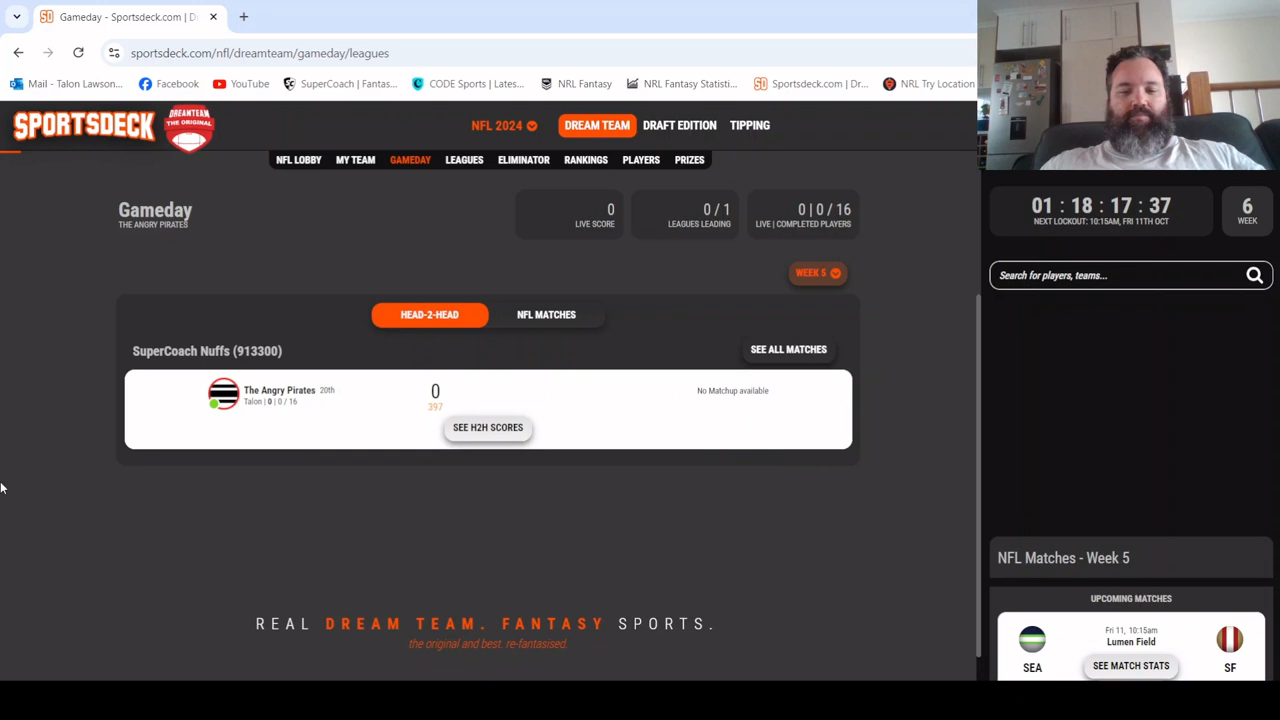 Gameday - Sportsdeck.com | D
sportsdeck.com/nfl/dreamteam/gameday/leagues
Mail - Talon Lawson... Facebook YouTube SuperCoach | Fantas... CODE Sports | Lates... NRL Fantasy NRL Fantasy Statisti... Sportsdeck.com | Dr... NRL Try Location
SPORTSDECK DREAMTEAM THE ORIGINAL NFL 2024 DREAM TEAM DRAFT EDITION TIPPING
NFL LOBBY MY TEAM GAMEDAY LEAGUES ELIMINATOR RANKINGS PLAYERS PRIZES
Gameday
THE ANGRY PIRATES
0
LIVE SCORE
0 / 1
LEAGUES LEADING
0 | 0 / 16
LIVE | COMPLETED PLAYERS
01 : 18 : 17 : 37
NEXT LOCKOUT: 10:15AM, FRI 11TH OCT
6
WEEK
WEEK 5
Search for players, teams...
HEAD-2-HEAD NFL MATCHES
SuperCoach Nuffs (913300)
SEE ALL MATCHES
The Angry Pirates 20th
Talon | 0 | 0 / 16
0
397
No Matchup available
SEE H2H SCORES
NFL Matches - Week 5
UPCOMING MATCHES
Fri 11, 10:15am
Lumen Field
SEA SEE MATCH STATS SF
REAL DREAM TEAM. FANTASY SPORTS.
the original and best. re-fantasised.